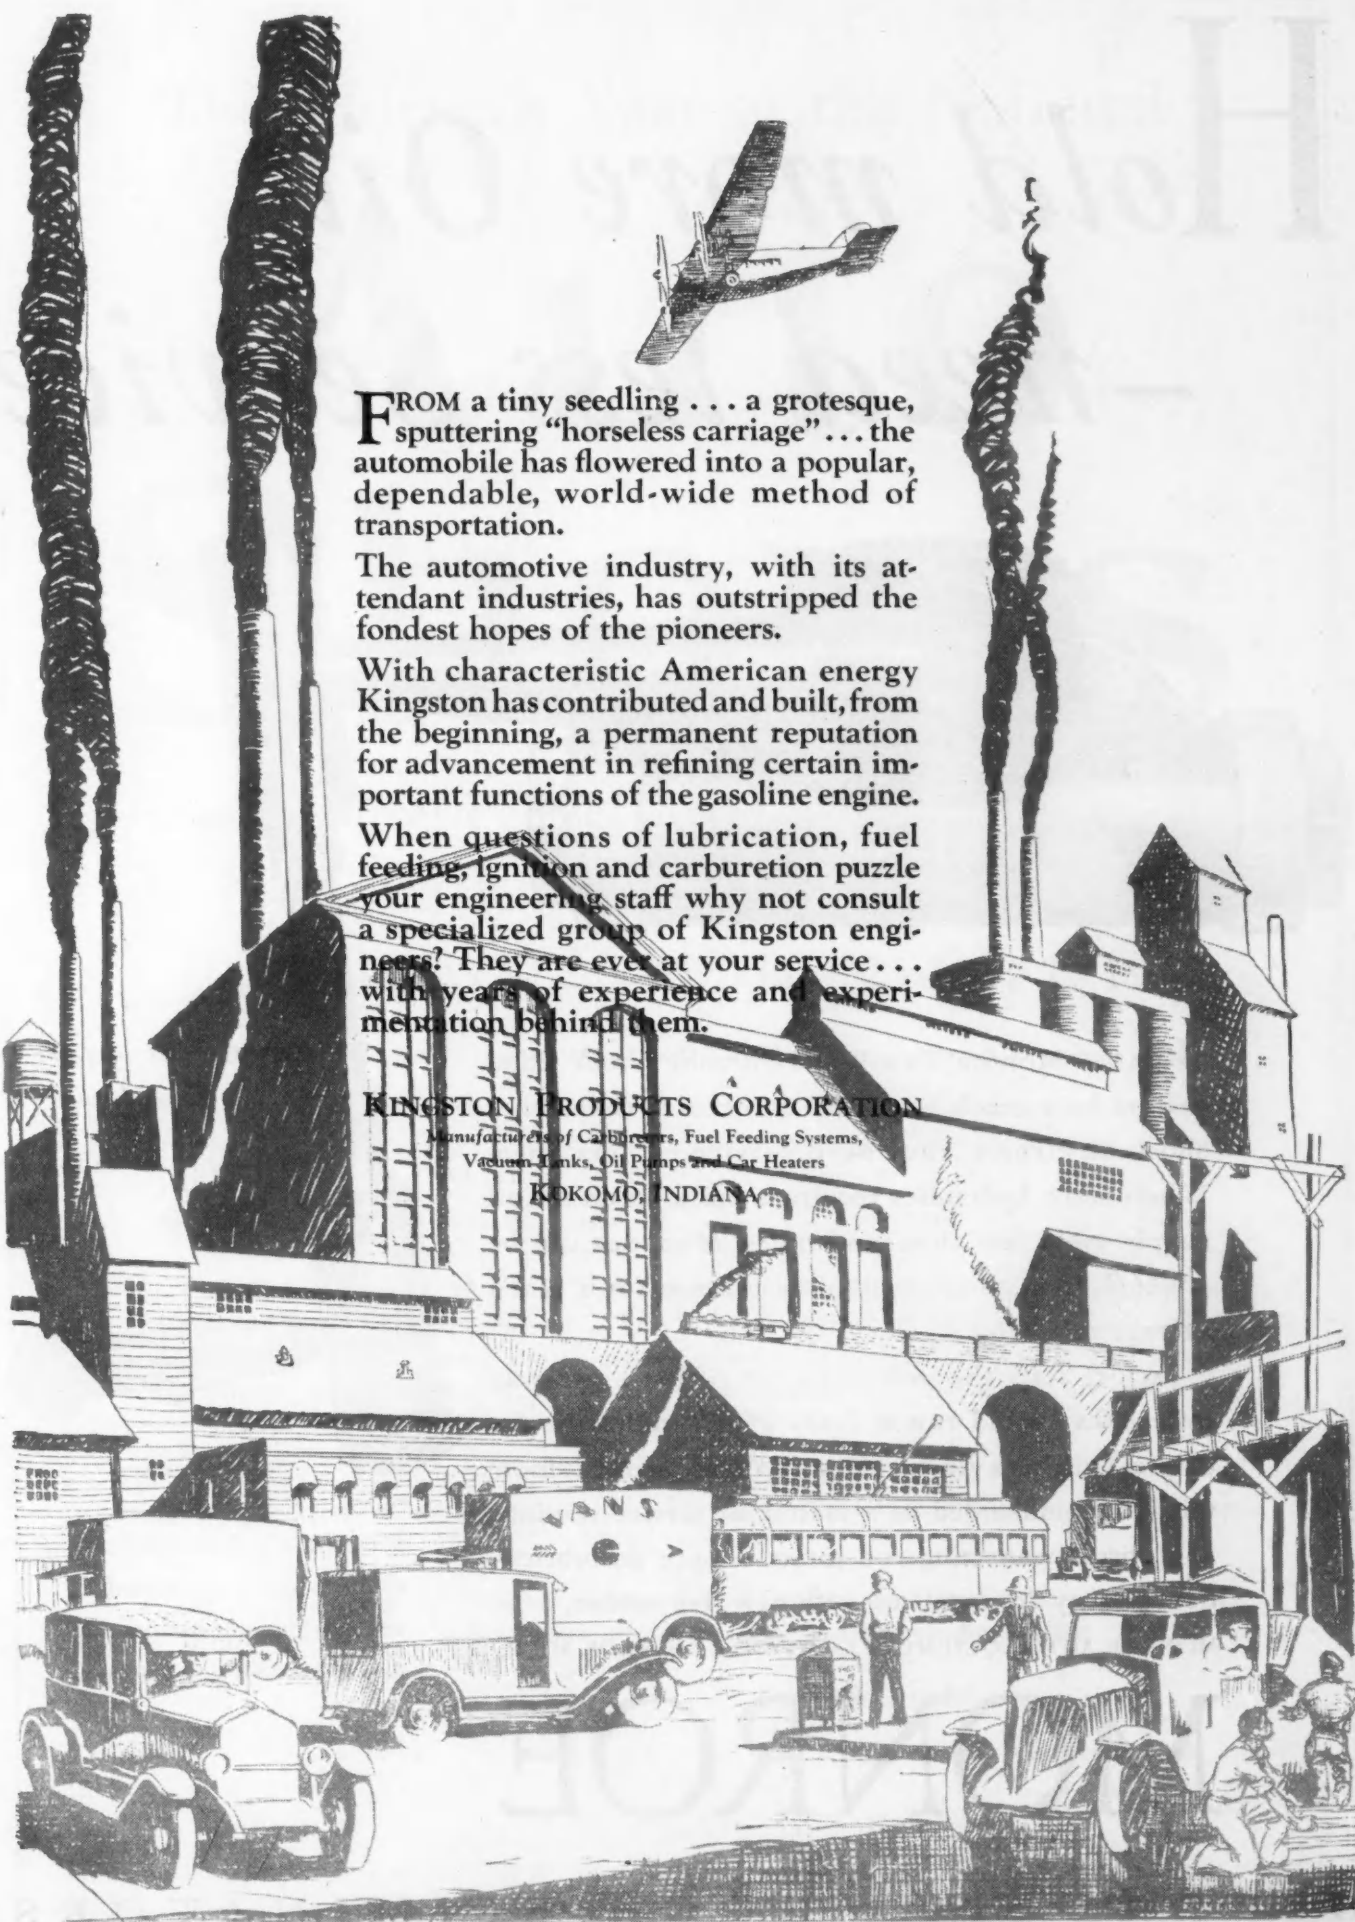 FROM a tiny seedling . . . a grotesque,
sputtering “horseless carriage” . . . the
automobile has flowered into a popular,
dependable, world-wide method of
transportation.
The automotive industry, with its at-
tendant industries, has outstripped the
fondest hopes of the pioneers.
With characteristic American energy
Kingston has contributed and built, from
the beginning, a permanent reputation
for advancement in refining certain im-
portant functions of the gasoline engine.
When questions of lubrication, fuel
feeding, ignition and carburetion puzzle
your engineering staff why not consult
a specialized group of Kingston engi-
neers? They are ever at your service . . .
with years of experience and experi-
mentation behind them.
KINGSTON PRODUCTS CORPORATION
Manufacturers of Carburetors, Fuel Feeding Systems,
Vacuum Tanks, Oil Pumps and Car Heaters
KOKOMO, INDIANA
VANS